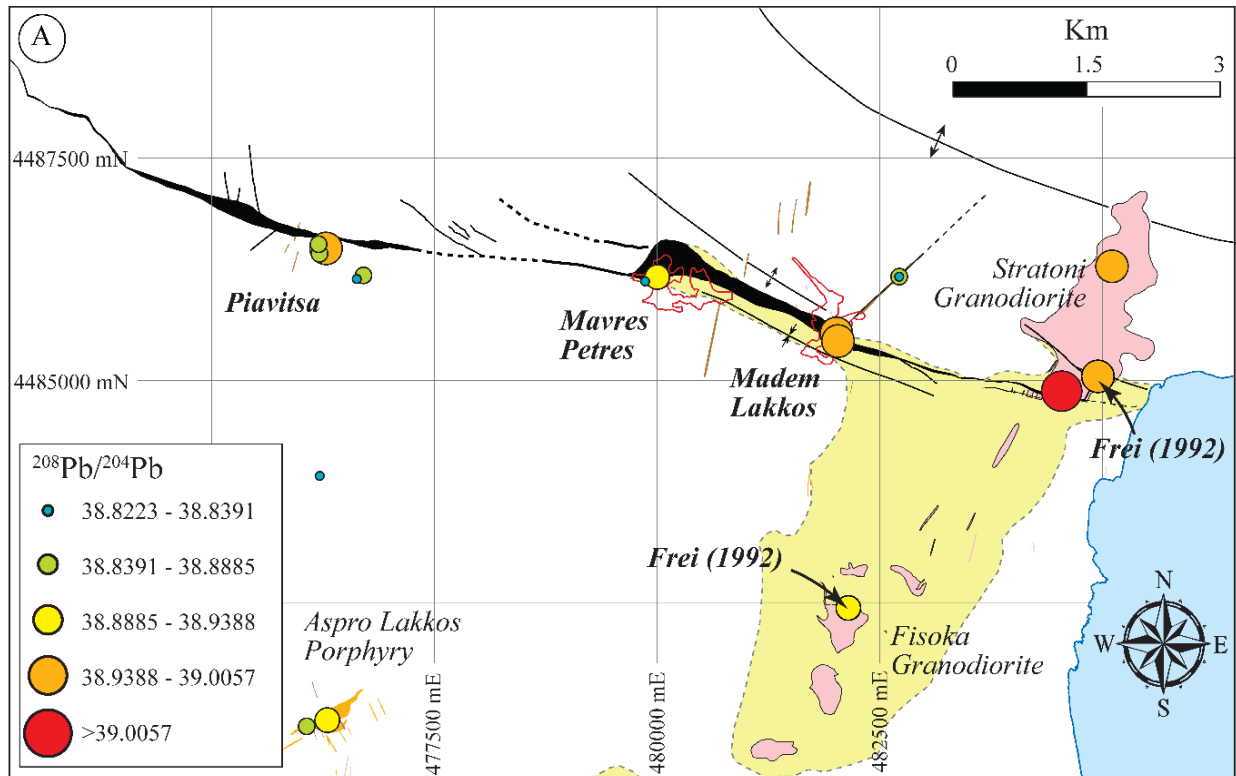 A
Km
0 1.5 3
4487500 mN
Piavitsa
Mavres
Petres
Stratoni
Granodiorite
4485000 mN
Madem
Lakkos
Frei (1992)
²⁰⁸Pb/²⁰⁴Pb
38.8223 - 38.8391
38.8391 - 38.8885
38.8885 - 38.9388
38.9388 - 39.0057
>39.0057
Frei (1992)
Aspro Lakkos
Porphyry
Fisoka
Granodiorite
477500 mE
480000 mE
482500 mE
N
W E
S